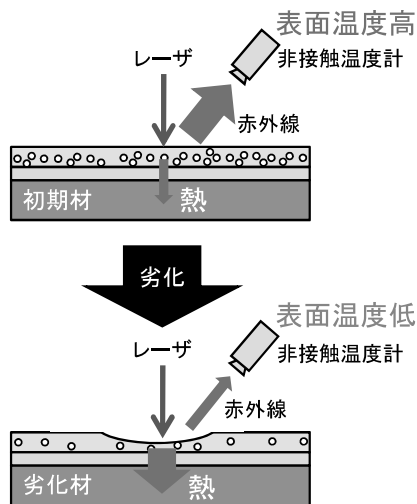 表面温度高
レーザ
非接触温度計
赤外線
初期材
熱
劣化
表面温度低
レーザ
非接触温度計
赤外線
劣化材
熱